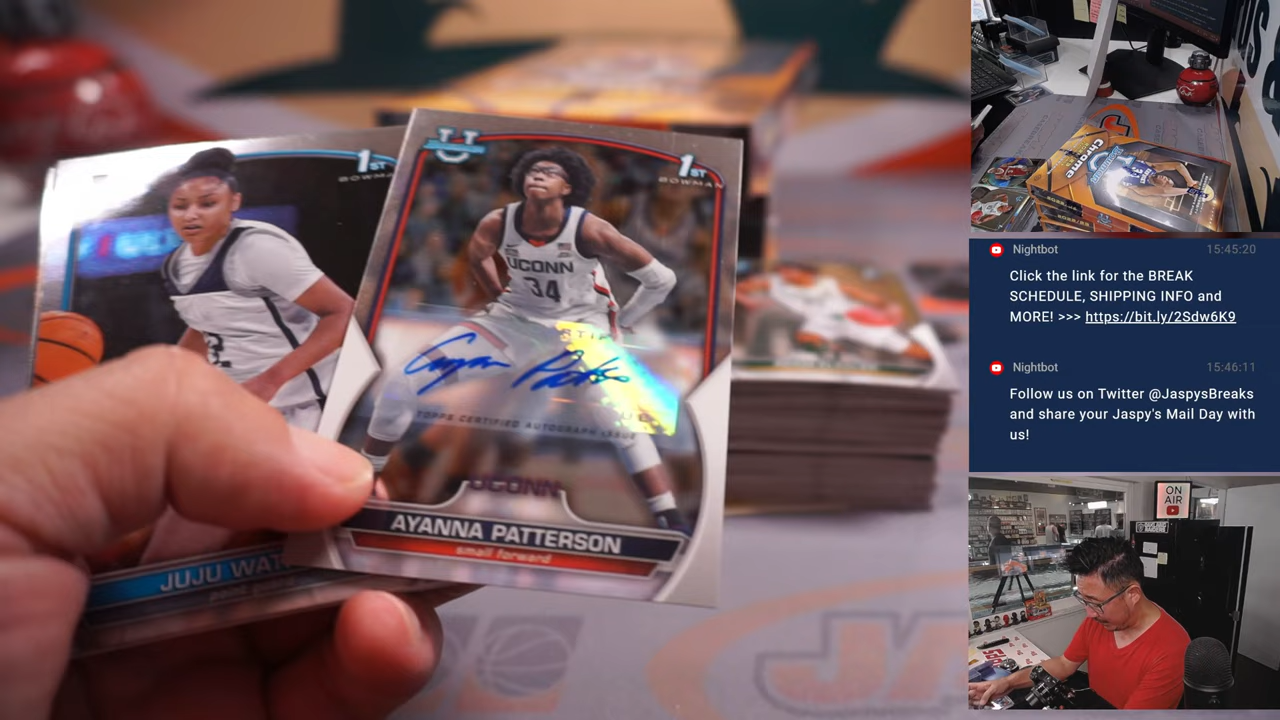 1ST
BOWMAN
JUJU WAT
U
1ST
BOWMAN
UCONN
34
TOPPS CERTIFIED AUTOGRAPH ISSUE
UCONN
AYANNA PATTERSON
small forward
Chrome
Nightbot 15:45:20
Click the link for the BREAK
SCHEDULE, SHIPPING INFO and
MORE! >>> https://bit.ly/2Sdw6K9
Nightbot 15:46:11
Follow us on Twitter @JaspysBreaks
and share your Jaspy's Mail Day with
us!
ON
AIR
JA